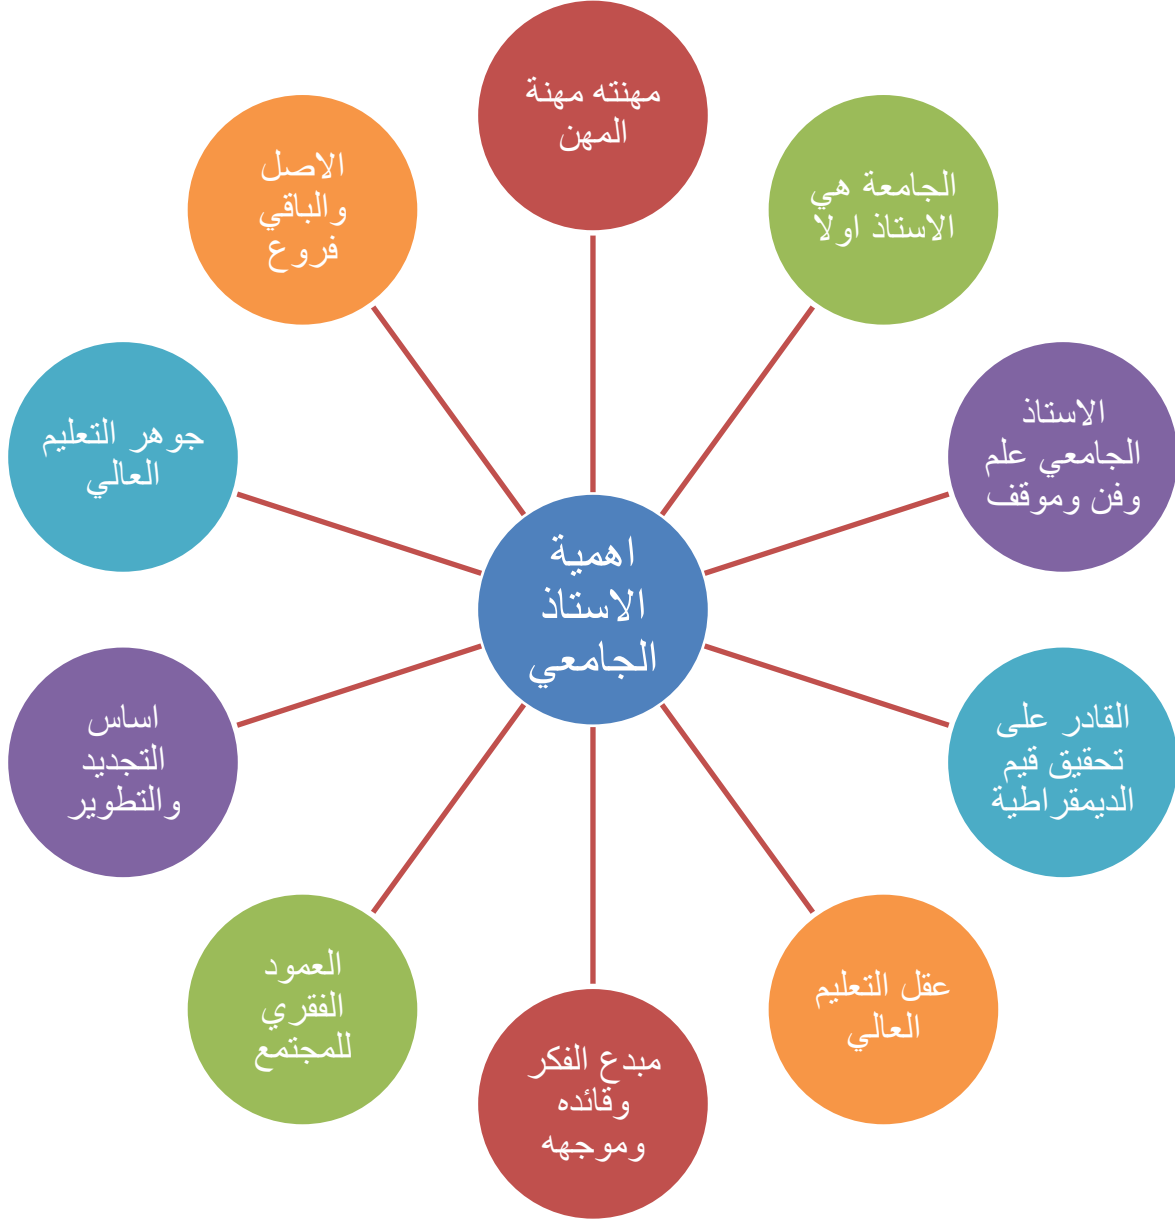 مهنته مهنة
المهن
الجامعة هي
الاستاذ اولا
الاستاذ
الجامعي علم
وفن وموقف
القادر على
تحقيق قيم
الديمقراطية
عقل التعليم
العالي
مبدع الفكر
وقائده
وموجهه
العمود
الفقري
للمجتمع
اساس
التجديد
والتطوير
جوهر التعليم
العالي
الاصل
والباقي
فروع
اهمية
الاستاذ
الجامعي